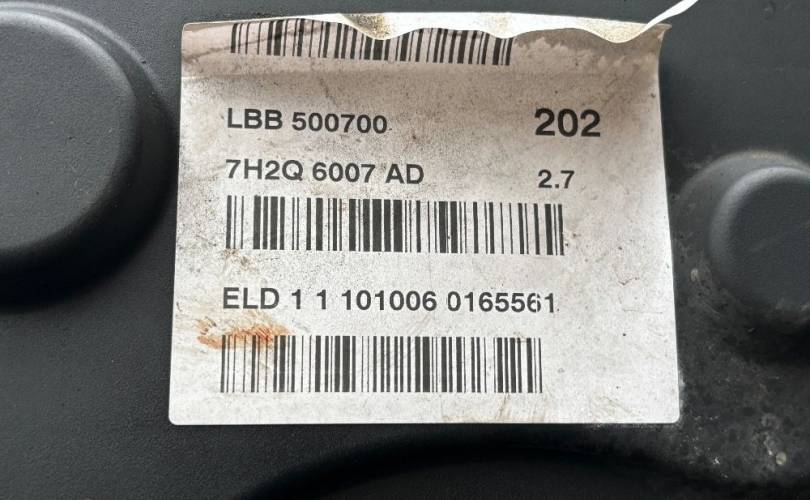 LBB 500700
202
7H2Q 6007 AD
2.7
ELD 1 1 101006 0165561